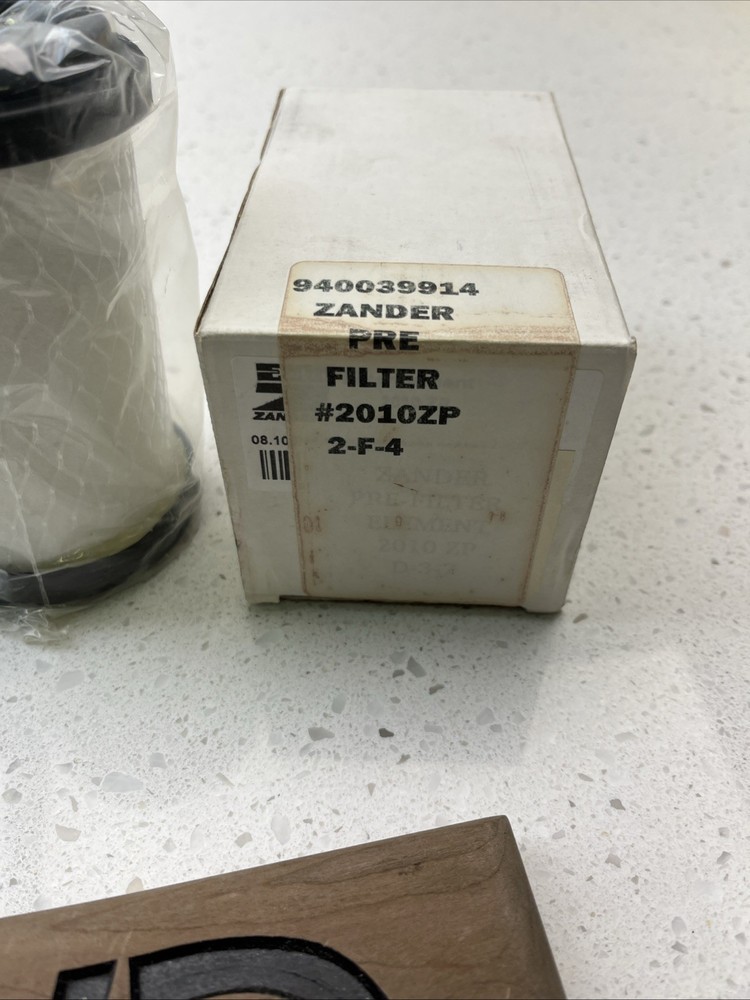 940039914
ZANDER
PRE
FILTER
#2010ZP
2-F-4
ZAN
08.10
ZANDER
PRE-FILTER
ELEMENT
2010 ZP